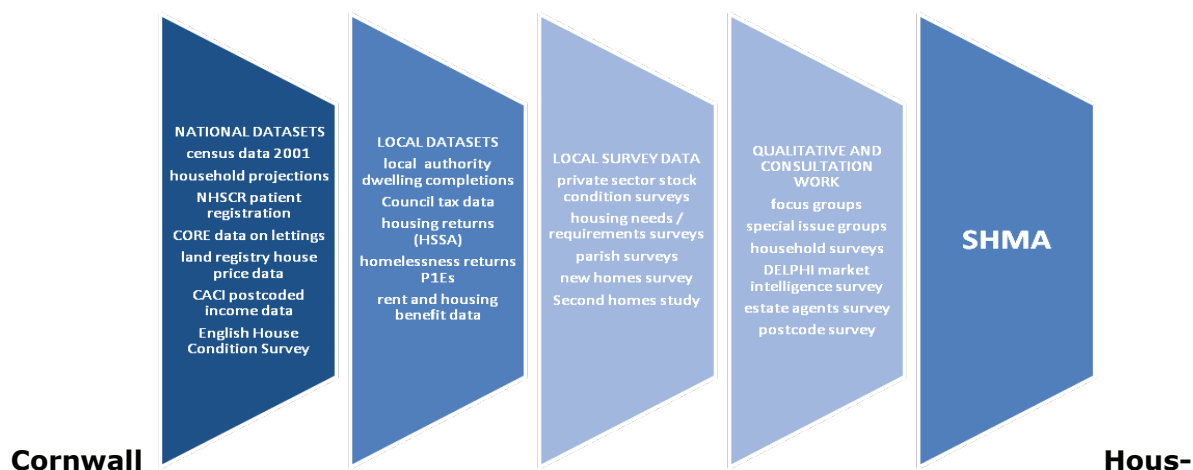 NATIONAL DATASETS
census data 2001
household projections
NHSCR patient
registration
CORE data on lettings
land registry house
price data
CACI postcoded
income data
English House
Condition Survey
LOCAL DATASETS
local authority
dwelling completions
Council tax data
housing returns
(HSSA)
homelessness returns
P1Es
rent and housing
benefit data
LOCAL SURVEY DATA
private sector stock
condition surveys
housing needs /
requirements surveys
parish surveys
new homes survey
Second homes study
QUALITATIVE AND
CONSULTATION
WORK
focus groups
special issue groups
household surveys
DELPHI market
intelligence survey
estate agents survey
postcode survey
SHMA
Cornwall Hous-